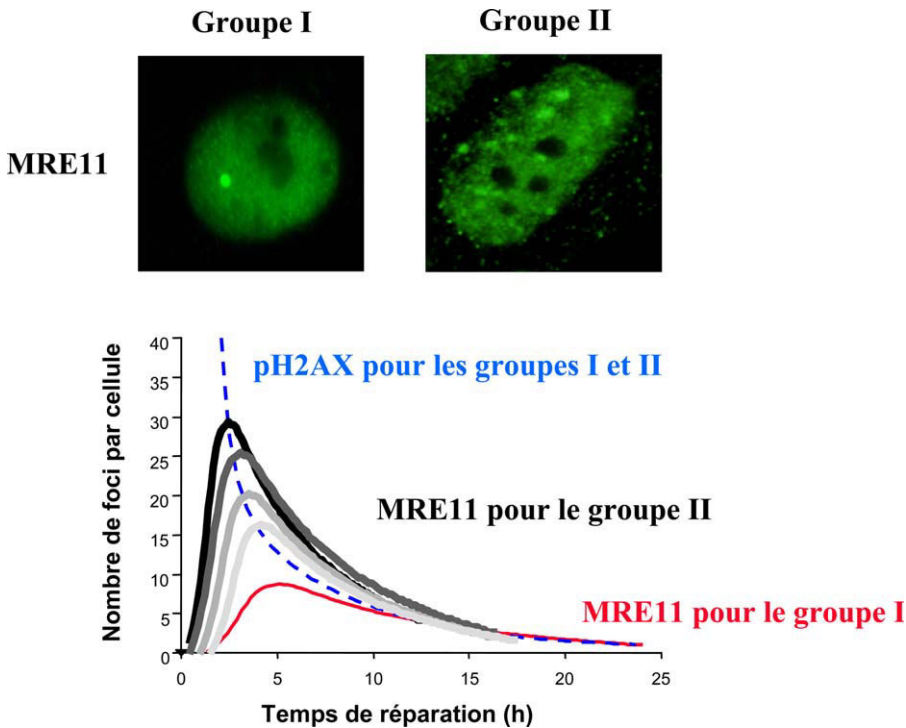 Groupe I
Groupe II
MRE11
40
35
30
25
20
15
10
5
0
Nombre de foci par cellule
pH2AX pour les groupes I et II
MRE11 pour le groupe II
MRE11 pour le groupe I
0 5 10 15 20 25
Temps de réparation (h)